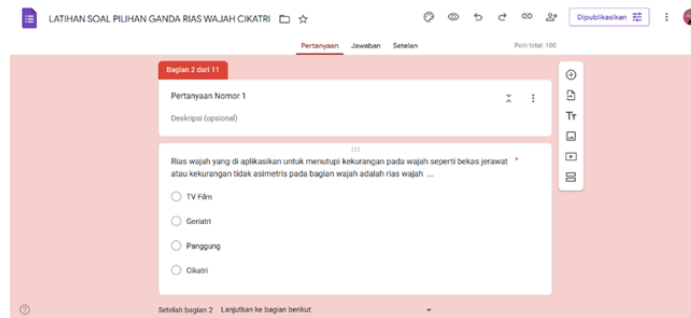 LATIHAN SOAL PILIHAN GANDA RIAS WAJAH CIKATRI
Dipublikasikan
Pertanyaan Jawaban Setelan Poin total: 100
Bagian 2 dari 11
Pertanyaan Nomor 1
Deskripsi (opsional)
Rias wajah yang di aplikasikan untuk menutupi kekurangan pada wajah seperti bekas jerawat *
atau kekurangan tidak asimetris pada bagian wajah adalah rias wajah ...
TV Film
Geriatri
Panggung
Cikatri
Setelah bagian 2 Lanjutkan ke bagian berikut